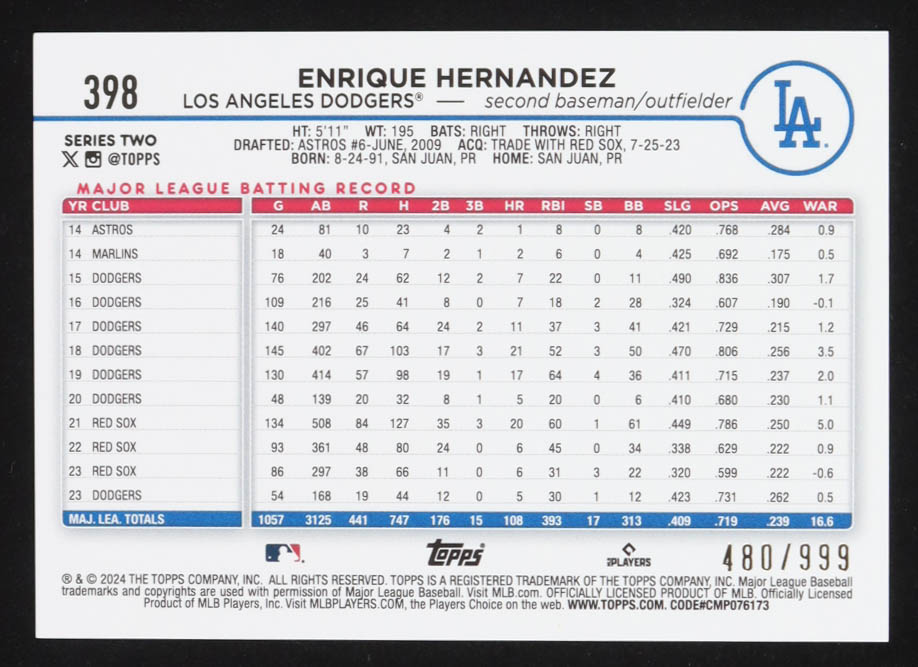 398
ENRIQUE HERNANDEZ
LOS ANGELES DODGERS® — second baseman/outfielder
LA
SERIES TWO
X @TOPPS
HT: 5'11" WT: 195 BATS: RIGHT THROWS: RIGHT
DRAFTED: ASTROS #6-JUNE, 2009 ACQ: TRADE WITH RED SOX, 7-25-23
BORN: 8-24-91, SAN JUAN, PR HOME: SAN JUAN, PR
MAJOR LEAGUE BATTING RECORD
YR CLUB G AB R H 2B 3B HR RBI SB BB SLG OPS AVG WAR
14 ASTROS 24 81 10 23 4 2 1 8 0 8 .420 .768 .284 0.9
14 MARLINS 18 40 3 7 2 1 2 6 0 4 .425 .692 .175 0.5
15 DODGERS 76 202 24 62 12 2 7 22 0 11 .490 .836 .307 1.7
16 DODGERS 109 216 25 41 8 0 7 18 2 28 .324 .607 .190 -0.1
17 DODGERS 140 297 46 64 24 2 11 37 3 41 .421 .729 .215 1.2
18 DODGERS 145 402 67 103 17 3 21 52 3 50 .470 .806 .256 3.5
19 DODGERS 130 414 57 98 19 1 17 64 4 36 .411 .715 .237 2.0
20 DODGERS 48 139 20 32 8 1 5 20 0 6 .410 .680 .230 1.1
21 RED SOX 134 508 84 127 35 3 20 60 1 61 .449 .786 .250 5.0
22 RED SOX 93 361 48 80 24 0 6 45 0 34 .338 .629 .222 0.9
23 RED SOX 86 297 38 66 11 0 6 31 3 22 .320 .599 .222 -0.6
23 DODGERS 54 168 19 44 12 0 5 30 1 12 .423 .731 .262 0.5
MAJ. LEA. TOTALS 1057 3125 441 747 176 15 108 393 17 313 .409 .719 .239 16.6
Topps PLAYERS 480/999
® & © 2024 THE TOPPS COMPANY, INC. ALL RIGHTS RESERVED. TOPPS IS A REGISTERED TRADEMARK OF THE TOPPS COMPANY, INC. Major League Baseball
trademarks and copyrights are used with permission of Major League Baseball. Visit MLB.com. OFFICIALLY LICENSED PRODUCT OF MLB. Officially Licensed
Product of MLB Players, Inc. Visit MLBPLAYERS.COM, the Players Choice on the web. WWW.TOPPS.COM. CODE#CMP076173